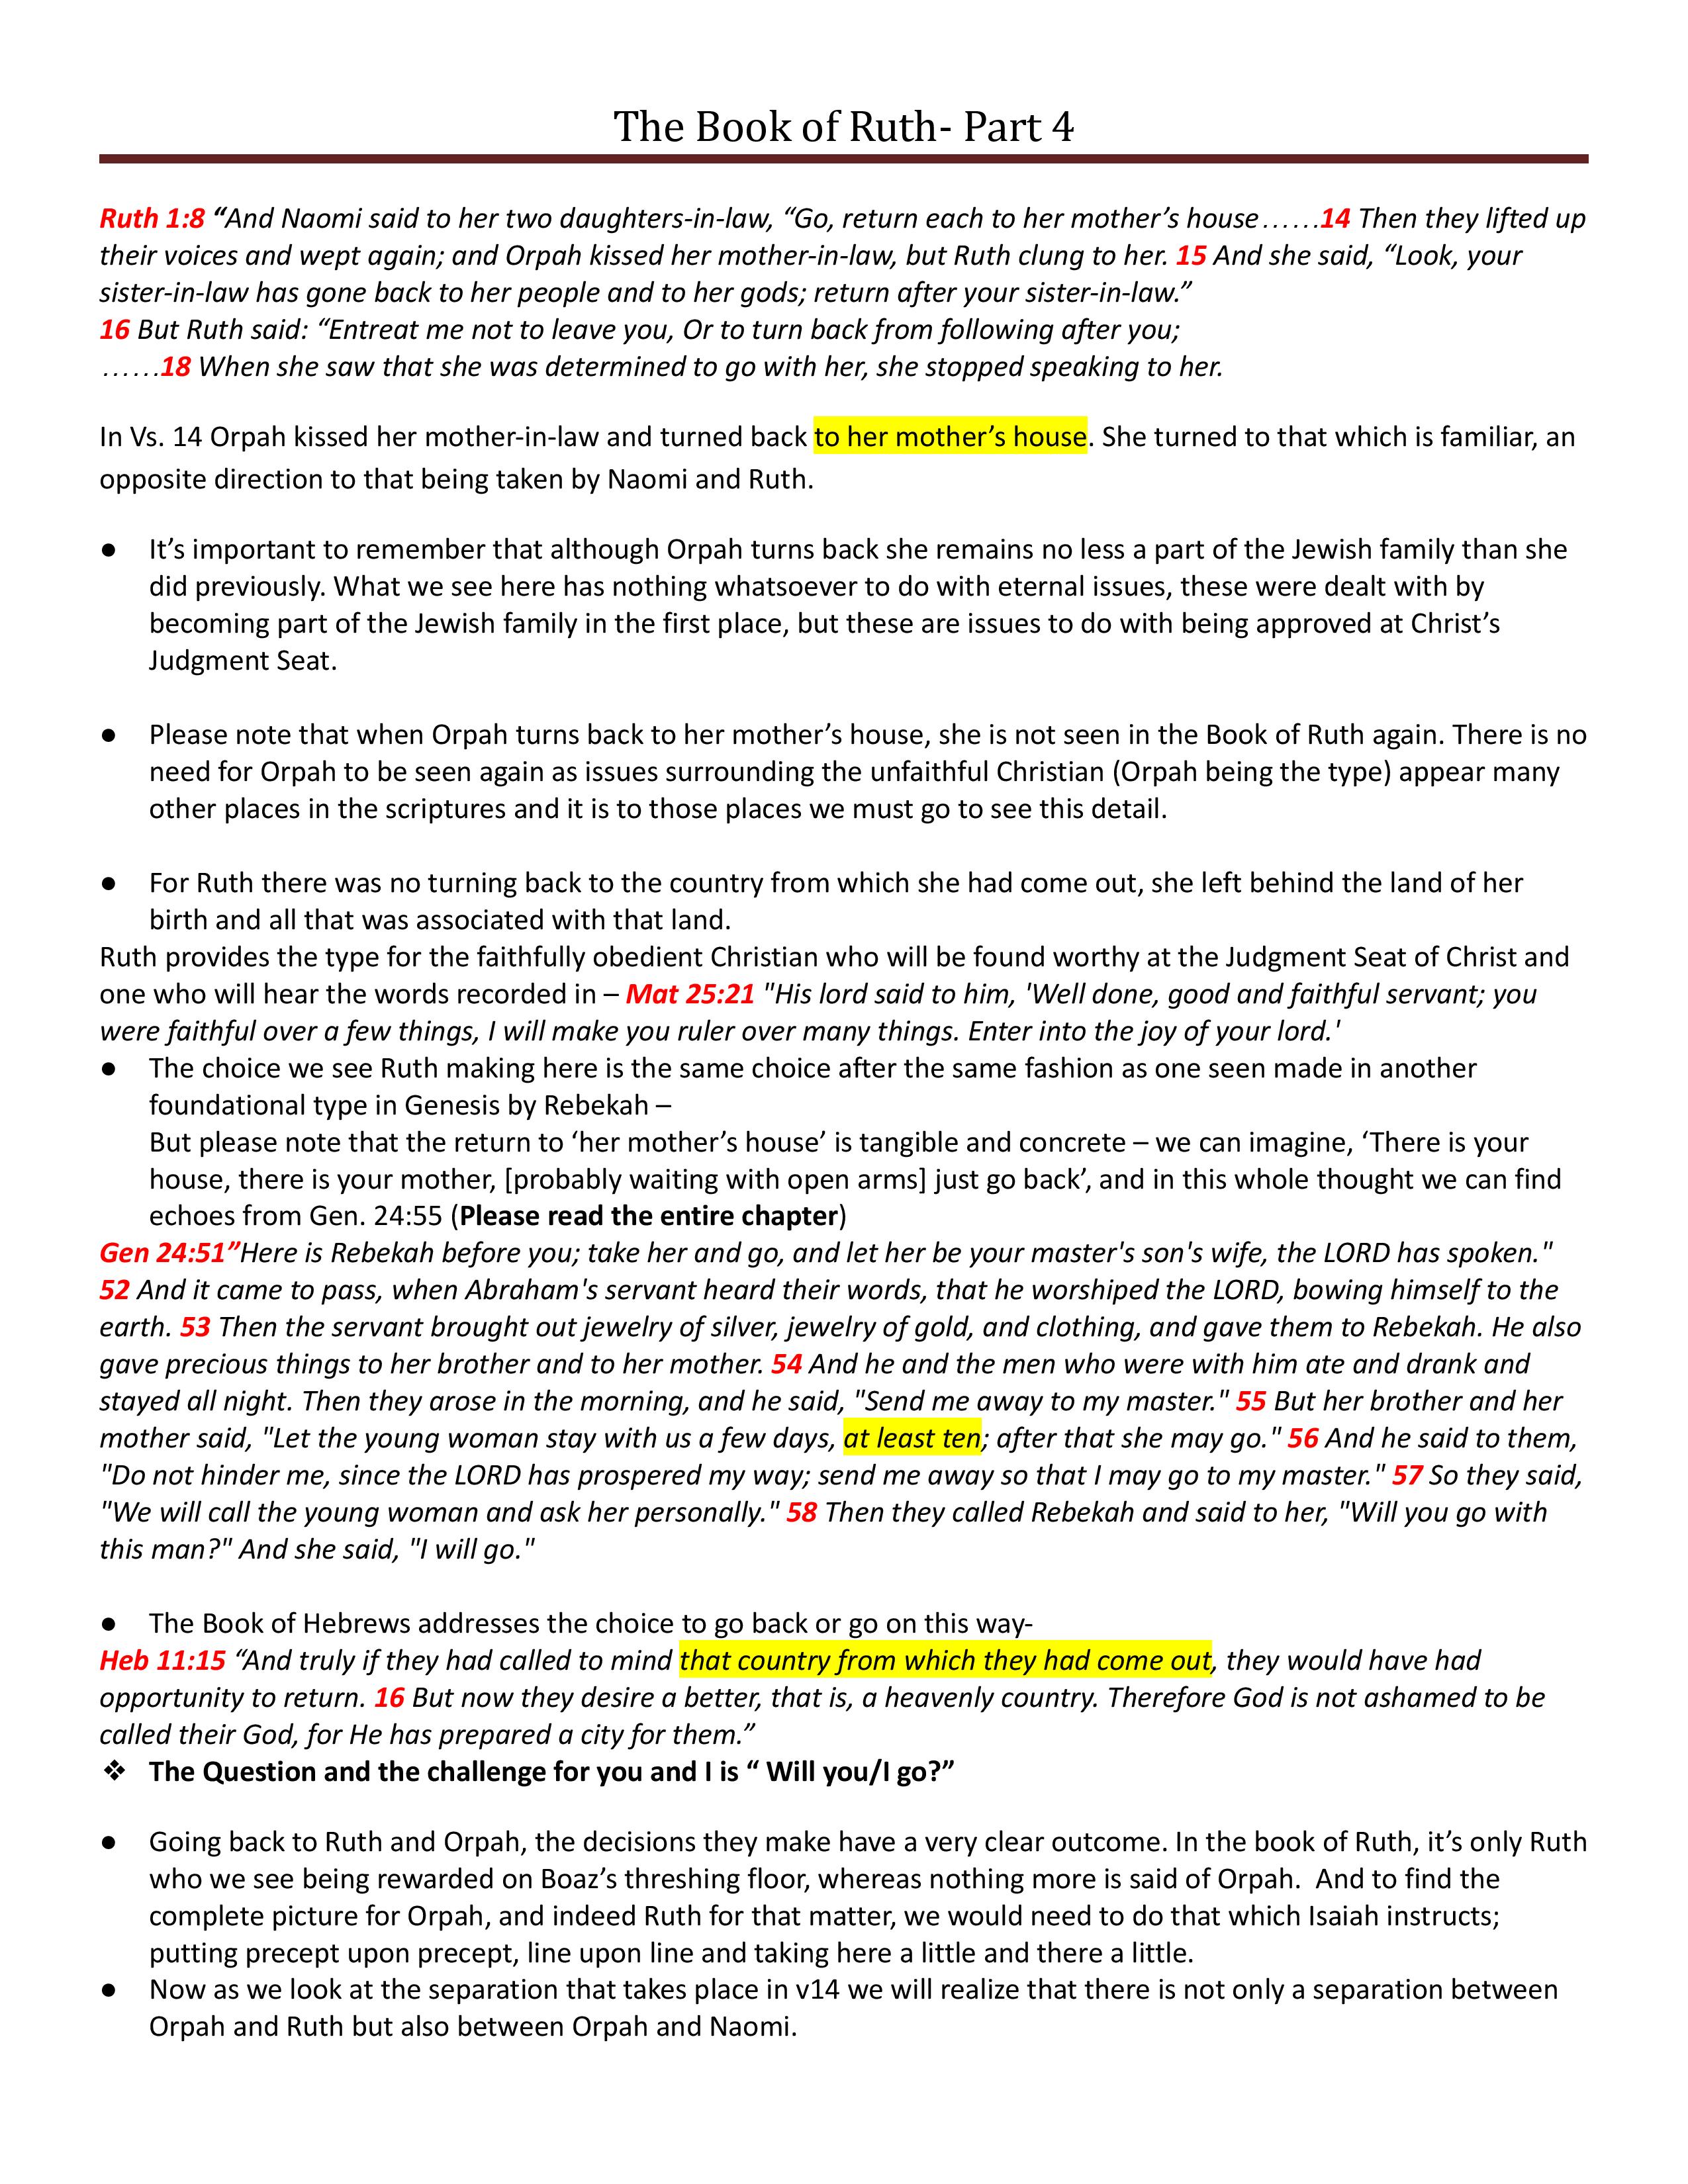 The Book of Ruth- Part 4
Ruth 1:8 “And Naomi said to her two daughters-in-law, “Go, return each to her mother’s house……14 Then they lifted up
their voices and wept again; and Orpah kissed her mother-in-law, but Ruth clung to her. 15 And she said, “Look, your
sister-in-law has gone back to her people and to her gods; return after your sister-in-law.”
16 But Ruth said: “Entreat me not to leave you, Or to turn back from following after you;
……18 When she saw that she was determined to go with her, she stopped speaking to her.
In Vs. 14 Orpah kissed her mother-in-law and turned back to her mother’s house. She turned to that which is familiar, an
opposite direction to that being taken by Naomi and Ruth.
● It’s important to remember that although Orpah turns back she remains no less a part of the Jewish family than she
did previously. What we see here has nothing whatsoever to do with eternal issues, these were dealt with by
becoming part of the Jewish family in the first place, but these are issues to do with being approved at Christ’s
Judgment Seat.
● Please note that when Orpah turns back to her mother’s house, she is not seen in the Book of Ruth again. There is no
need for Orpah to be seen again as issues surrounding the unfaithful Christian (Orpah being the type) appear many
other places in the scriptures and it is to those places we must go to see this detail.
● For Ruth there was no turning back to the country from which she had come out, she left behind the land of her
birth and all that was associated with that land.
Ruth provides the type for the faithfully obedient Christian who will be found worthy at the Judgment Seat of Christ and
one who will hear the words recorded in – Mat 25:21 "His lord said to him, 'Well done, good and faithful servant; you
were faithful over a few things, I will make you ruler over many things. Enter into the joy of your lord.'
● The choice we see Ruth making here is the same choice after the same fashion as one seen made in another
foundational type in Genesis by Rebekah –
But please note that the return to ‘her mother’s house’ is tangible and concrete – we can imagine, ‘There is your
house, there is your mother, [probably waiting with open arms] just go back’, and in this whole thought we can find
echoes from Gen. 24:55 (Please read the entire chapter)
Gen 24:51”Here is Rebekah before you; take her and go, and let her be your master's son's wife, the LORD has spoken."
52 And it came to pass, when Abraham's servant heard their words, that he worshiped the LORD, bowing himself to the
earth. 53 Then the servant brought out jewelry of silver, jewelry of gold, and clothing, and gave them to Rebekah. He also
gave precious things to her brother and to her mother. 54 And he and the men who were with him ate and drank and
stayed all night. Then they arose in the morning, and he said, "Send me away to my master." 55 But her brother and her
mother said, "Let the young woman stay with us a few days, at least ten; after that she may go." 56 And he said to them,
"Do not hinder me, since the LORD has prospered my way; send me away so that I may go to my master." 57 So they said,
"We will call the young woman and ask her personally." 58 Then they called Rebekah and said to her, "Will you go with
this man?" And she said, "I will go."
● The Book of Hebrews addresses the choice to go back or go on this way-
Heb 11:15 “And truly if they had called to mind that country from which they had come out, they would have had
opportunity to return. 16 But now they desire a better, that is, a heavenly country. Therefore God is not ashamed to be
called their God, for He has prepared a city for them.”
❖ The Question and the challenge for you and I is “ Will you/I go?”
● Going back to Ruth and Orpah, the decisions they make have a very clear outcome. In the book of Ruth, it’s only Ruth
who we see being rewarded on Boaz’s threshing floor, whereas nothing more is said of Orpah.  And to find the
complete picture for Orpah, and indeed Ruth for that matter, we would need to do that which Isaiah instructs;
putting precept upon precept, line upon line and taking here a little and there a little.
● Now as we look at the separation that takes place in v14 we will realize that there is not only a separation between
Orpah and Ruth but also between Orpah and Naomi.